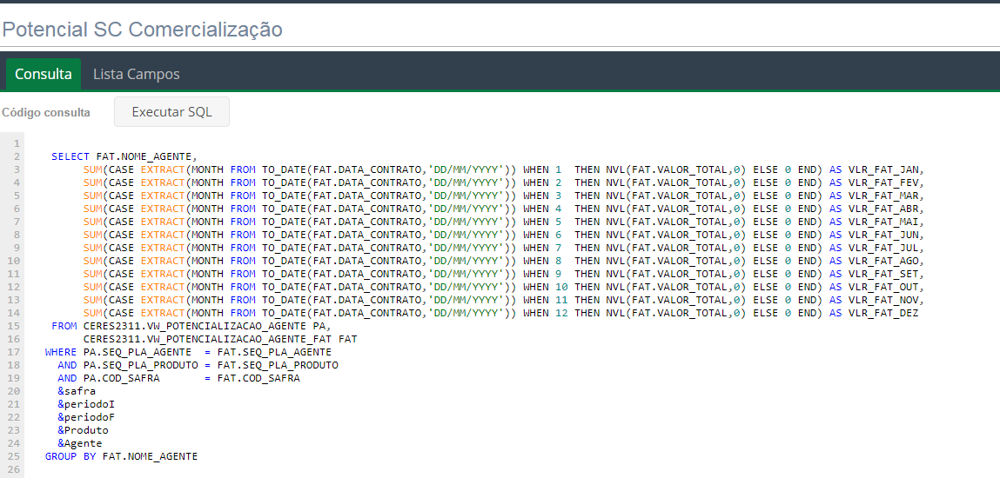 Potencial SC Comercialização
Consulta Lista Campos
Código consulta Executar SQL
1
2 SELECT FAT.NOME_AGENTE,
3 SUM(CASE EXTRACT(MONTH FROM TO_DATE(FAT.DATA_CONTRATO,'DD/MM/YYYY')) WHEN 1 THEN NVL(FAT.VALOR_TOTAL,0) ELSE 0 END) AS VLR_FAT_JAN,
4 SUM(CASE EXTRACT(MONTH FROM TO_DATE(FAT.DATA_CONTRATO,'DD/MM/YYYY')) WHEN 2 THEN NVL(FAT.VALOR_TOTAL,0) ELSE 0 END) AS VLR_FAT_FEV,
5 SUM(CASE EXTRACT(MONTH FROM TO_DATE(FAT.DATA_CONTRATO,'DD/MM/YYYY')) WHEN 3 THEN NVL(FAT.VALOR_TOTAL,0) ELSE 0 END) AS VLR_FAT_MAR,
6 SUM(CASE EXTRACT(MONTH FROM TO_DATE(FAT.DATA_CONTRATO,'DD/MM/YYYY')) WHEN 4 THEN NVL(FAT.VALOR_TOTAL,0) ELSE 0 END) AS VLR_FAT_ABR,
7 SUM(CASE EXTRACT(MONTH FROM TO_DATE(FAT.DATA_CONTRATO,'DD/MM/YYYY')) WHEN 5 THEN NVL(FAT.VALOR_TOTAL,0) ELSE 0 END) AS VLR_FAT_MAI,
8 SUM(CASE EXTRACT(MONTH FROM TO_DATE(FAT.DATA_CONTRATO,'DD/MM/YYYY')) WHEN 6 THEN NVL(FAT.VALOR_TOTAL,0) ELSE 0 END) AS VLR_FAT_JUN,
9 SUM(CASE EXTRACT(MONTH FROM TO_DATE(FAT.DATA_CONTRATO,'DD/MM/YYYY')) WHEN 7 THEN NVL(FAT.VALOR_TOTAL,0) ELSE 0 END) AS VLR_FAT_JUL,
10 SUM(CASE EXTRACT(MONTH FROM TO_DATE(FAT.DATA_CONTRATO,'DD/MM/YYYY')) WHEN 8 THEN NVL(FAT.VALOR_TOTAL,0) ELSE 0 END) AS VLR_FAT_AGO,
11 SUM(CASE EXTRACT(MONTH FROM TO_DATE(FAT.DATA_CONTRATO,'DD/MM/YYYY')) WHEN 9 THEN NVL(FAT.VALOR_TOTAL,0) ELSE 0 END) AS VLR_FAT_SET,
12 SUM(CASE EXTRACT(MONTH FROM TO_DATE(FAT.DATA_CONTRATO,'DD/MM/YYYY')) WHEN 10 THEN NVL(FAT.VALOR_TOTAL,0) ELSE 0 END) AS VLR_FAT_OUT,
13 SUM(CASE EXTRACT(MONTH FROM TO_DATE(FAT.DATA_CONTRATO,'DD/MM/YYYY')) WHEN 11 THEN NVL(FAT.VALOR_TOTAL,0) ELSE 0 END) AS VLR_FAT_NOV,
14 SUM(CASE EXTRACT(MONTH FROM TO_DATE(FAT.DATA_CONTRATO,'DD/MM/YYYY')) WHEN 12 THEN NVL(FAT.VALOR_TOTAL,0) ELSE 0 END) AS VLR_FAT_DEZ
15 FROM CERES2311.VW_POTENCIALIZACAO_AGENTE PA,
16 CERES2311.VW_POTENCIALIZACAO_AGENTE_FAT FAT
17 WHERE PA.SEQ_PLA_AGENTE = FAT.SEQ_PLA_AGENTE
18 AND PA.SEQ_PLA_PRODUTO = FAT.SEQ_PLA_PRODUTO
19 AND PA.COD_SAFRA = FAT.COD_SAFRA
20 &safra
21 &periodoI
22 &periodoF
23 &Produto
24 &Agente
25 GROUP BY FAT.NOME_AGENTE
26